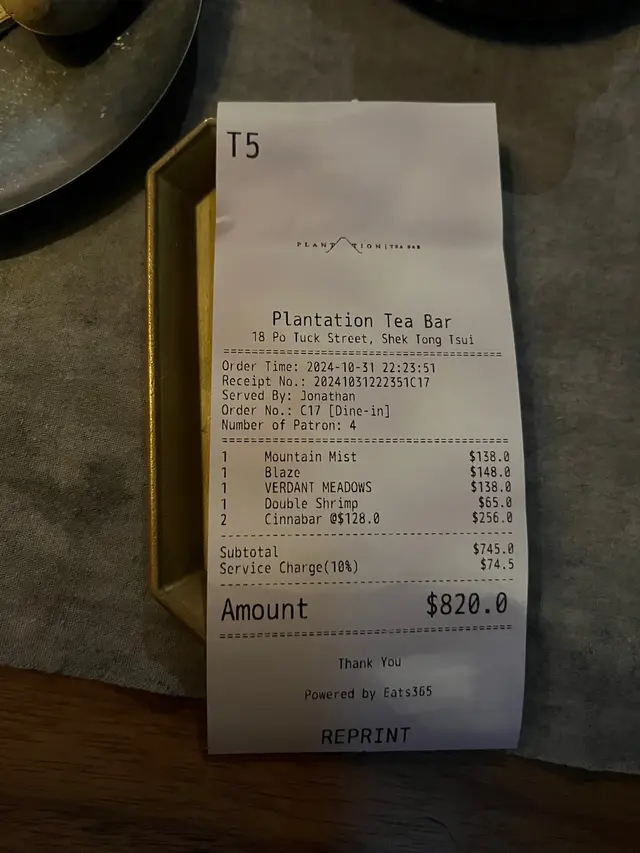 T5
PLANTATION | TEA BAR
Plantation Tea Bar
18 Po Tuck Street, Shek Tong Tsui
Order Time: 2024-10-31 22:23:51
Receipt No.: 20241031222351C17
Served By: Jonathan
Order No.: C17 [Dine-in]
Number of Patron: 4
1 Mountain Mist $138.0
1 Blaze $148.0
1 VERDANT MEADOWS $138.0
1 Double Shrimp $65.0
2 Cinnabar @$128.0 $256.0
Subtotal $745.0
Service Charge(10%) $74.5
Amount $820.0
Thank You
Powered by Eats365
REPRINT